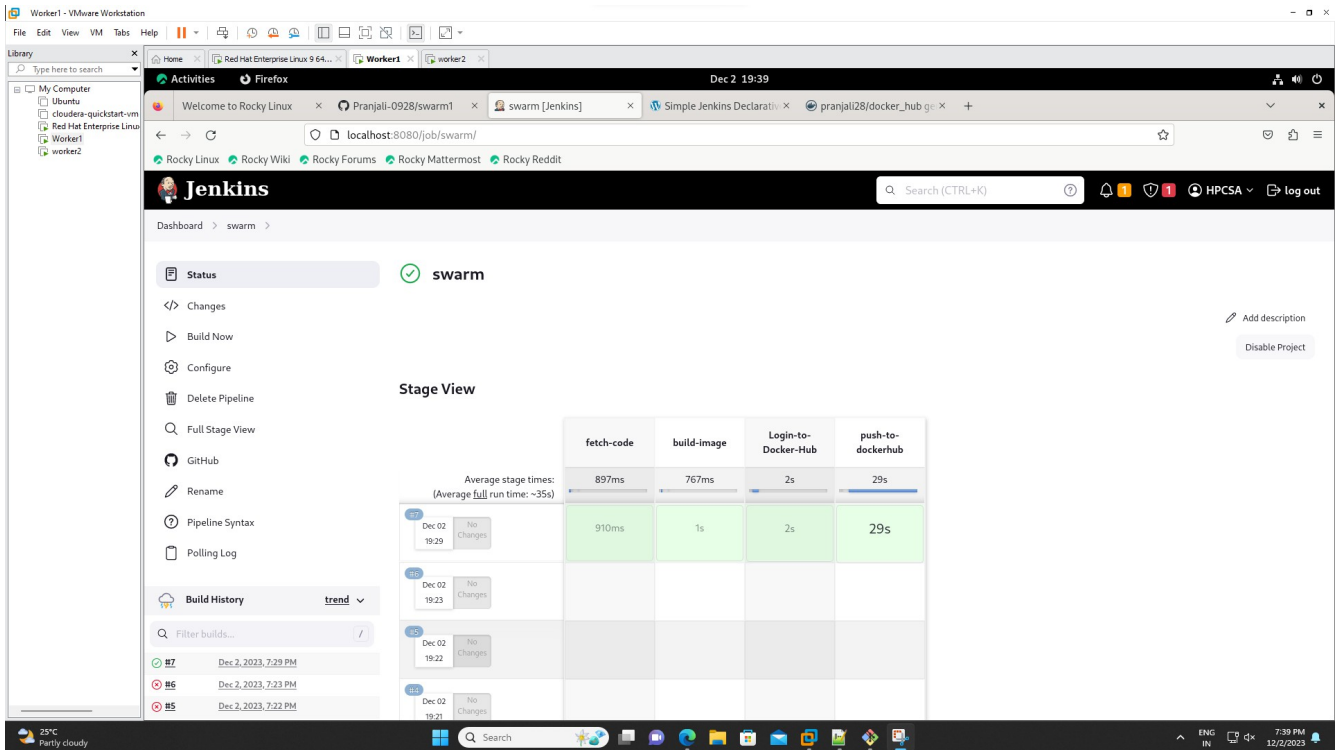 Worker1 - VMware Workstation
File Edit View VM Tabs Help
Library
Type here to search
My Computer
Ubuntu
cloudera-quickstart-vm
Red Hat Enterprise Linu
Worker1
worker2
Home Red Hat Enterprise Linux 9 64... Worker1 worker2
Activities Firefox Dec 2 19:39
Welcome to Rocky Linux Pranjali-0928/swarm1 swarm [Jenkins] Simple Jenkins Declarativ pranjali28/docker_hub ge
localhost:8080/job/swarm/
Rocky Linux Rocky Wiki Rocky Forums Rocky Mattermost Rocky Reddit
Jenkins Search (CTRL+K) 1 1 HPCSA log out
Dashboard > swarm >
Status
Changes
Build Now
Configure
Delete Pipeline
Full Stage View
GitHub
Rename
Pipeline Syntax
Polling Log
Build History trend
Filter builds... /
#7 Dec 2, 2023, 7:29 PM
#6 Dec 2, 2023, 7:23 PM
#5 Dec 2, 2023, 7:22 PM
swarm
Add description
Disable Project
Stage View
fetch-code build-image Login-to-Docker-Hub push-to-dockerhub
Average stage times: 897ms 767ms 2s 29s
(Average full run time: ~35s)
#7
Dec 02 No Changes
19:29
910ms 1s 2s 29s
#6
Dec 02 No Changes
19:23
#5
Dec 02 No Changes
19:22
#4
Dec 02 No Changes
19:21
25°C
Partly cloudy
Search
ENG
IN
7:39 PM
12/2/2023